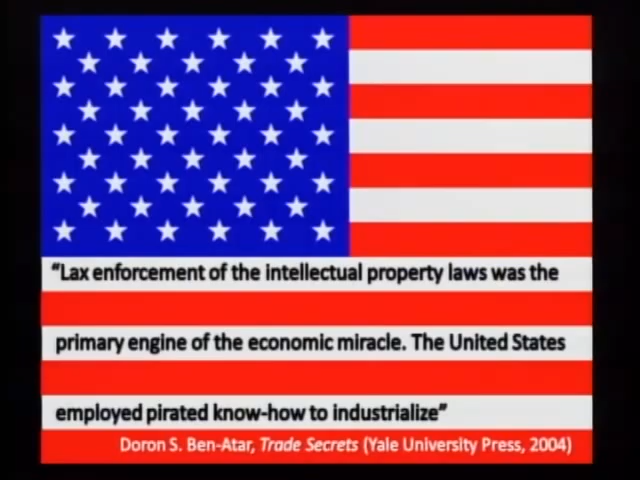 “Lax enforcement of the intellectual property laws was the
primary engine of the economic miracle. The United States
employed pirated know-how to industrialize”
Doron S. Ben-Atar, Trade Secrets (Yale University Press, 2004)